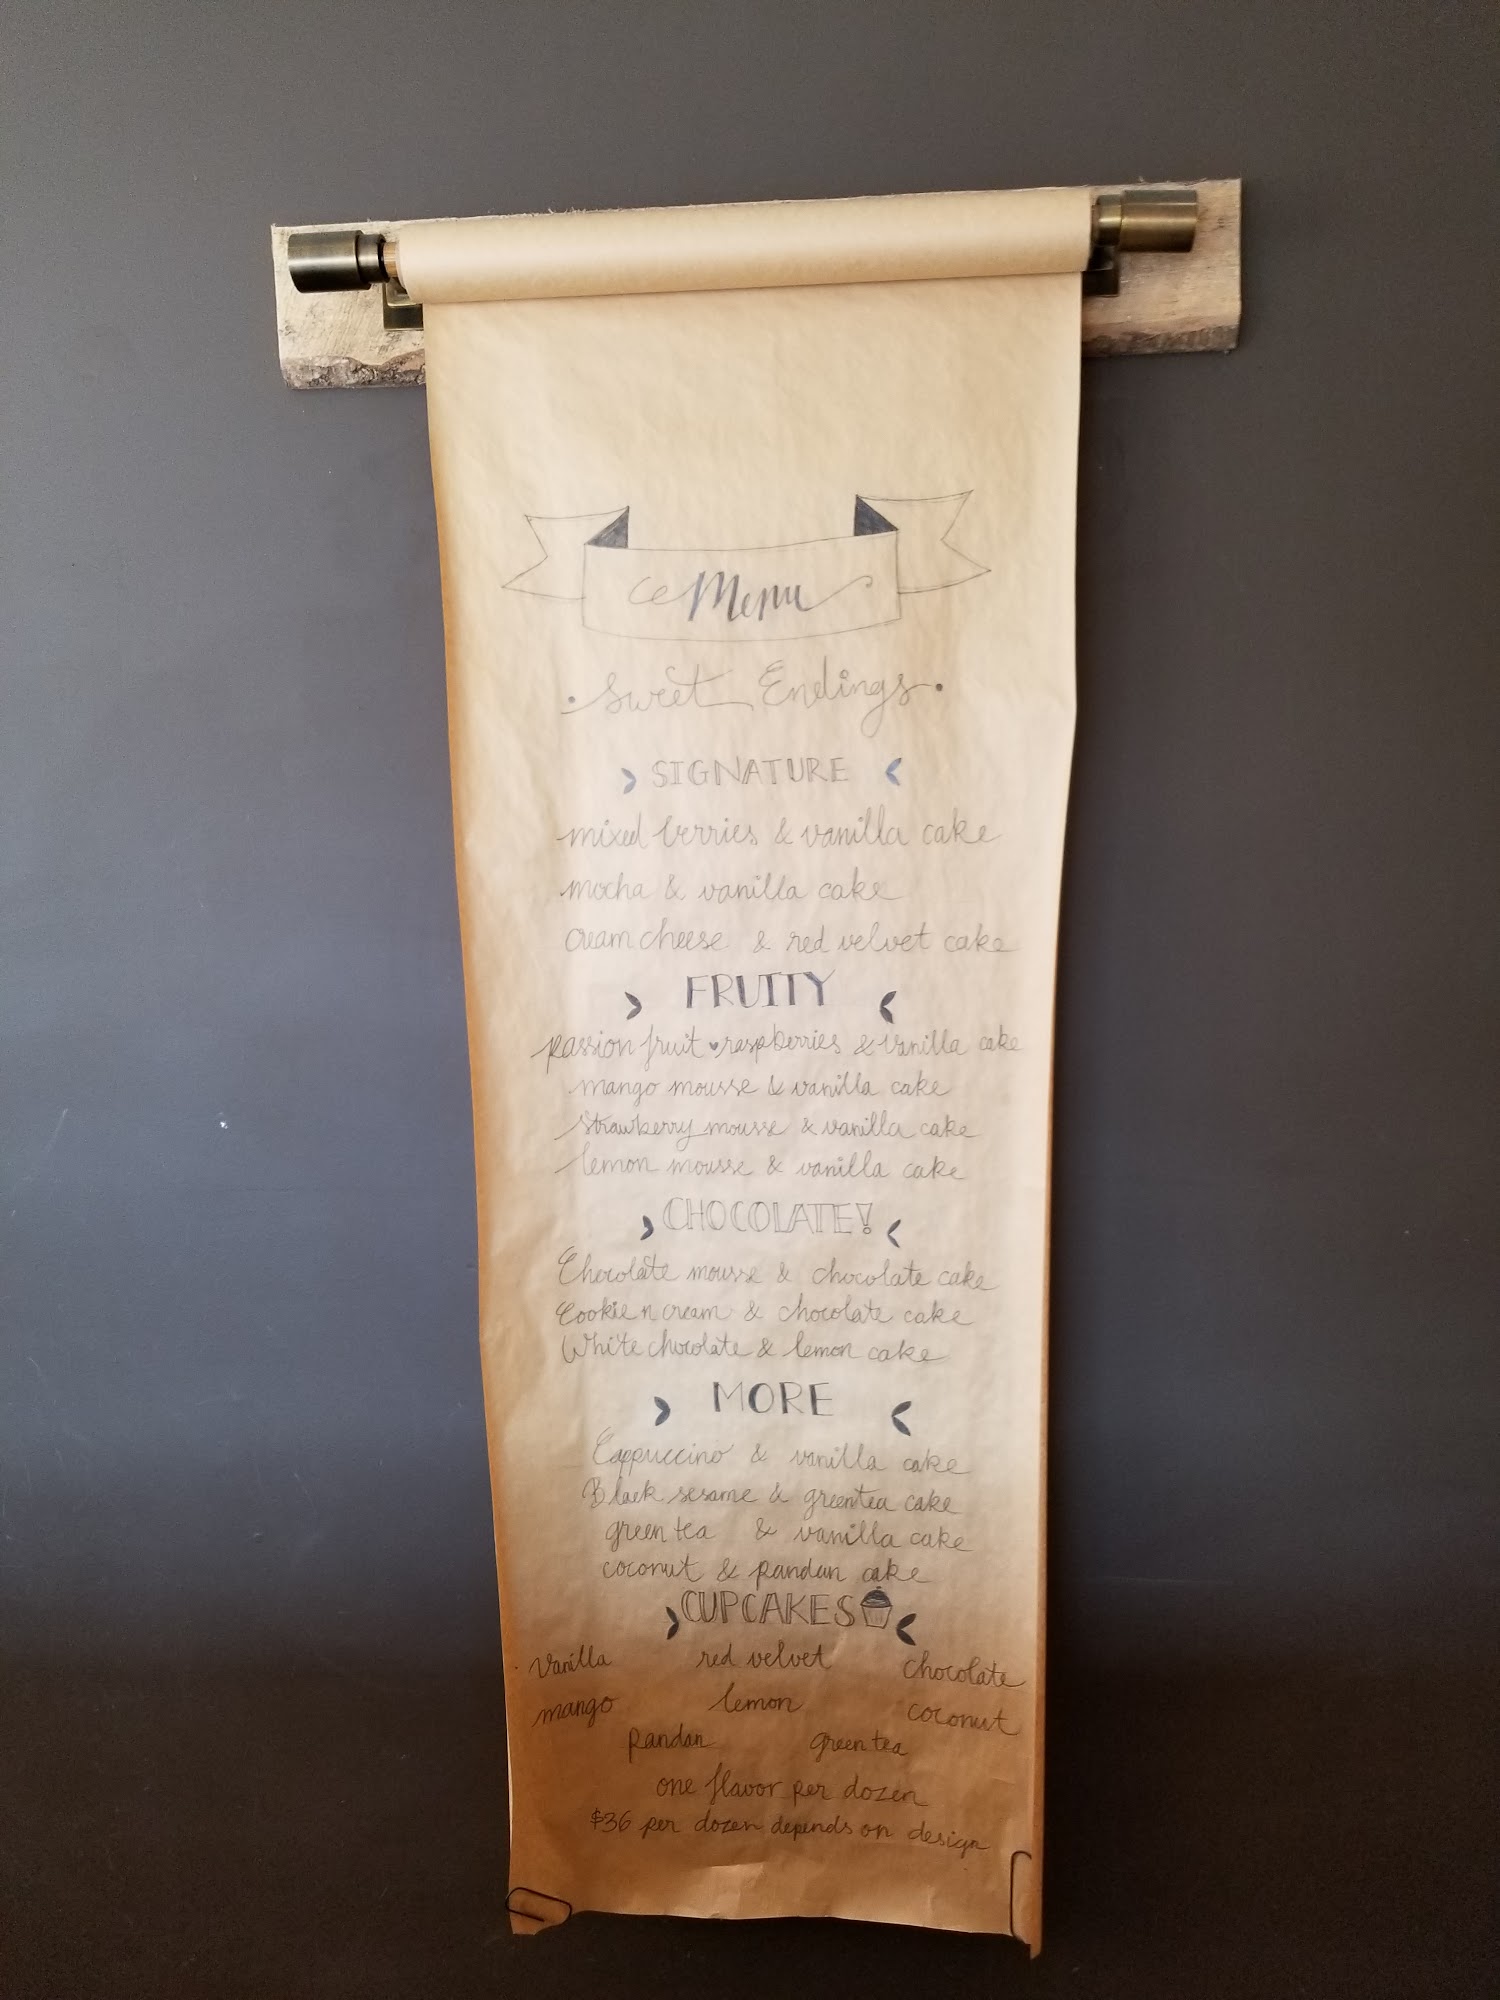 Menu
Sweet Endings
SIGNATURE
mixed berries & vanilla cake
mocha & vanilla cake
cream cheese & red velvet cake
FRUITY
passion fruit ♥ raspberries & vanilla cake
mango mousse & vanilla cake
strawberry mousse & vanilla cake
lemon mousse & vanilla cake
CHOCOLATE!
Chocolate mousse & chocolate cake
Cookie n cream & chocolate cake
White chocolate & lemon cake
MORE
Cappuccino & vanilla cake
Black sesame & green tea cake
green tea & vanilla cake
coconut & pandan cake
CUPCAKES
Vanilla red velvet chocolate
mango lemon coconut
pandan green tea
one flavor per dozen
$36 per dozen depends on design